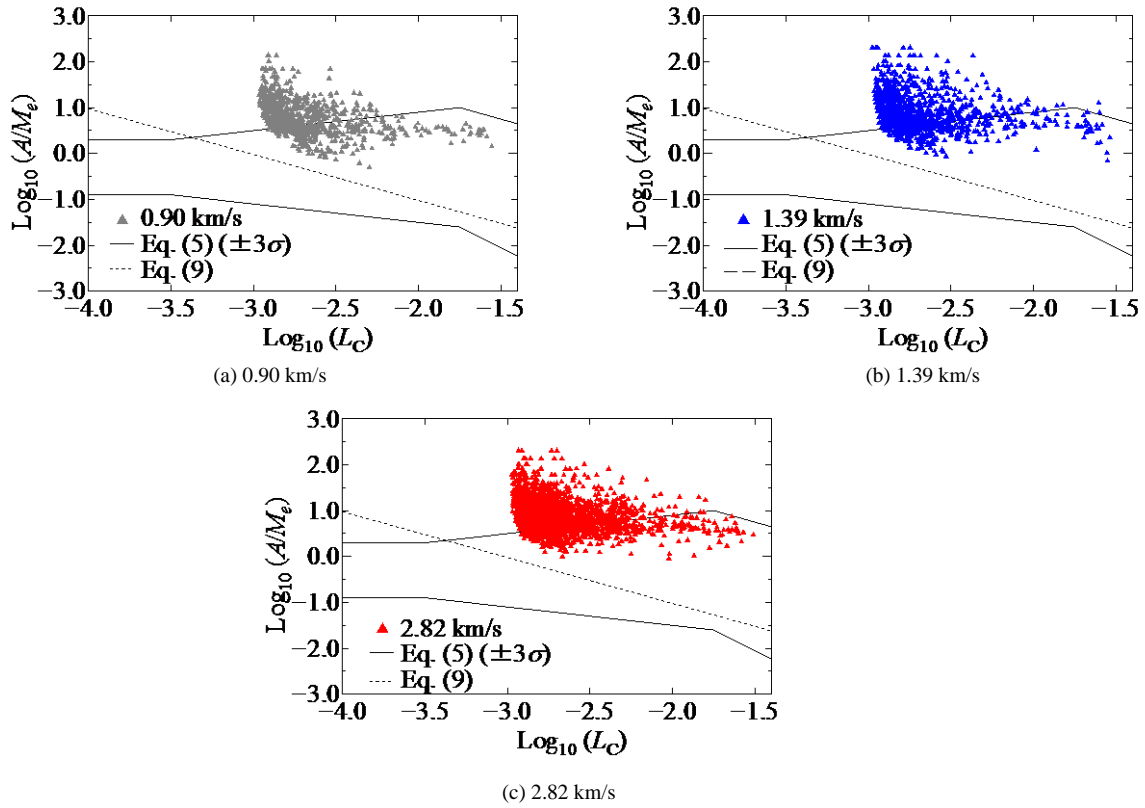 3.0
2.0
1.0
0.0
−1.0
−2.0
−3.0
Log10 (A/Me)
0.90 km/s
Eq. (5) (±3σ)
Eq. (9)
−4.0 −3.5 −3.0 −2.5 −2.0 −1.5
Log10 (LC)
(a) 0.90 km/s
3.0
2.0
1.0
0.0
−1.0
−2.0
−3.0
Log10 (A/Me)
1.39 km/s
Eq. (5) (±3σ)
Eq. (9)
−4.0 −3.5 −3.0 −2.5 −2.0 −1.5
Log10 (LC)
(b) 1.39 km/s
3.0
2.0
1.0
0.0
−1.0
−2.0
−3.0
Log10 (A/Me)
2.82 km/s
Eq. (5) (±3σ)
Eq. (9)
−4.0 −3.5 −3.0 −2.5 −2.0 −1.5
Log10 (LC)
(c) 2.82 km/s